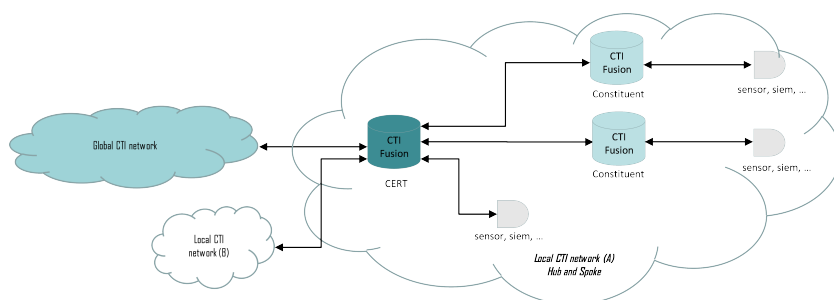 CTI
Fusion
Constituent
sensor, siem, ...
CTI
Fusion
Constituent
sensor, siem, ...
CTI
Fusion
CERT
Global CTI network
sensor, siem, ...
Local CTI
network (B)
Local CTI network (A)
Hub and Spoke